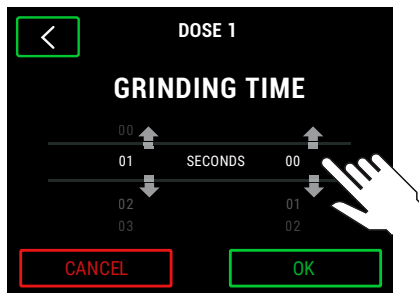 DOSE 1
GRINDING TIME
00
01 SECONDS 00
02 01
03 02
CANCEL OK